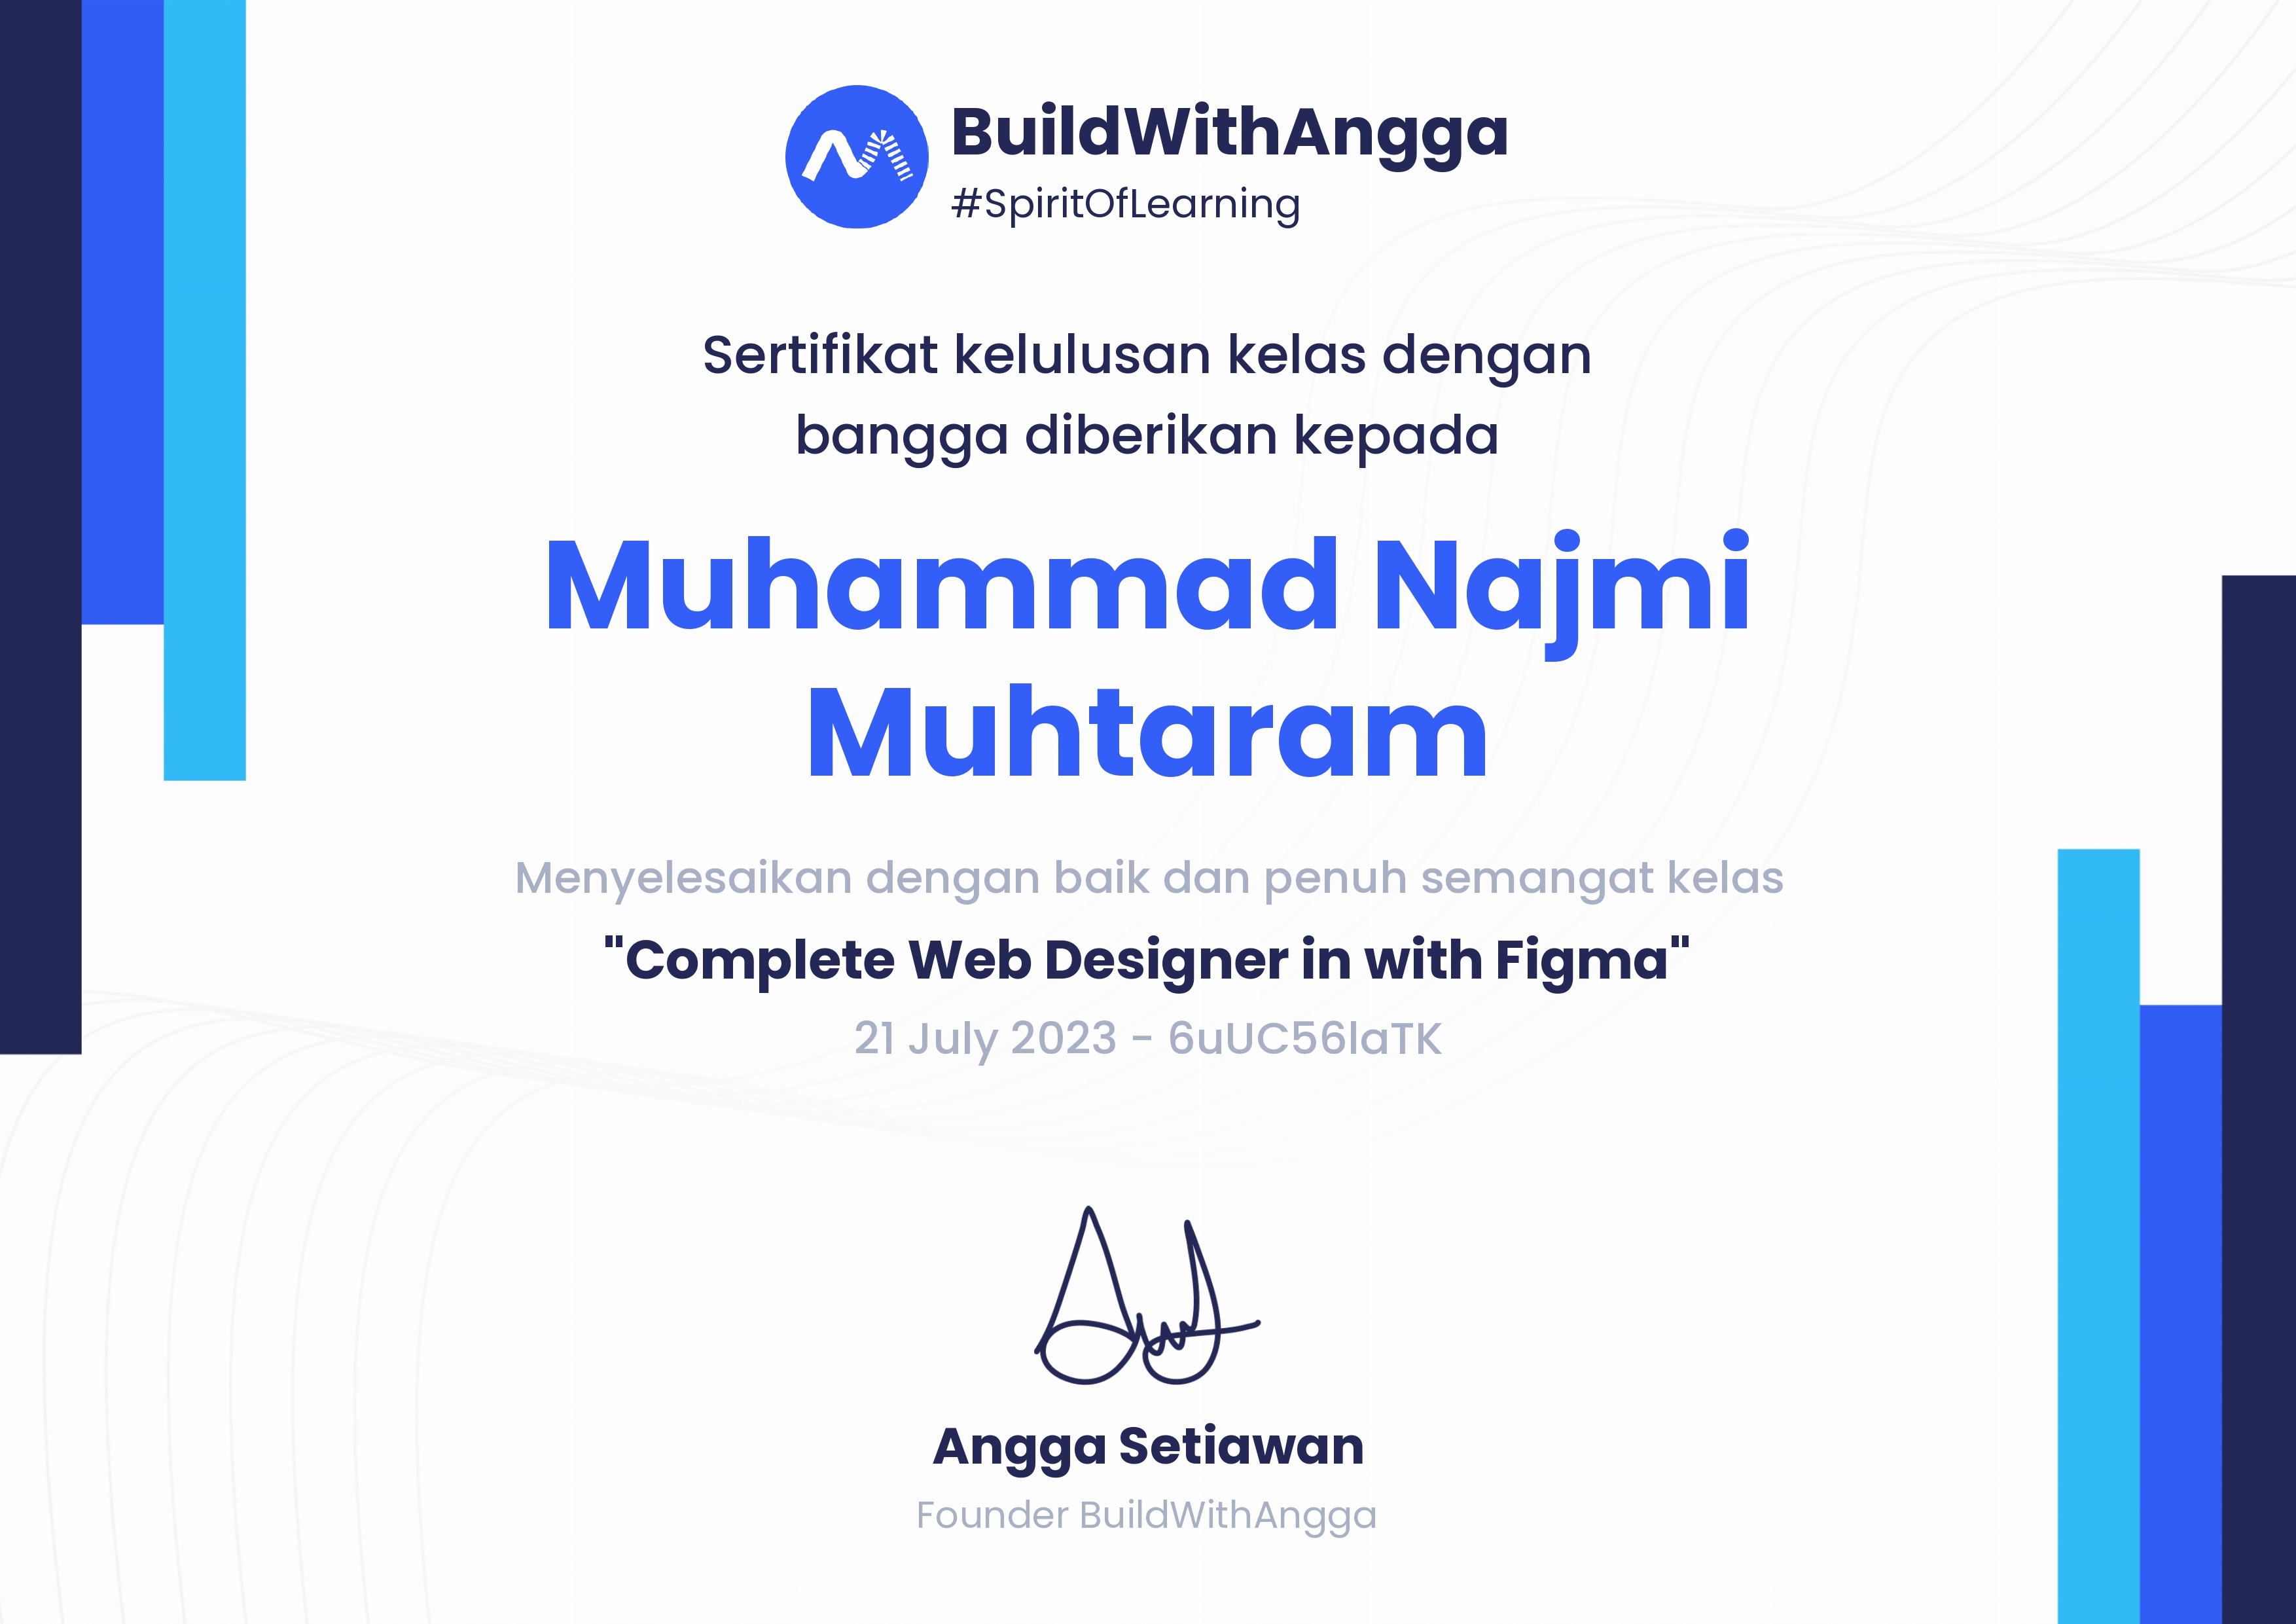 BuildWithAngga
#SpiritOfLearning
Sertifikat kelulusan kelas dengan
bangga diberikan kepada
Muhammad Najmi
Muhtaram
Menyelesaikan dengan baik dan penuh semangat kelas
"Complete Web Designer in with Figma"
21 July 2023 - 6uUC56laTK
Angga Setiawan
Founder BuildWithAngga